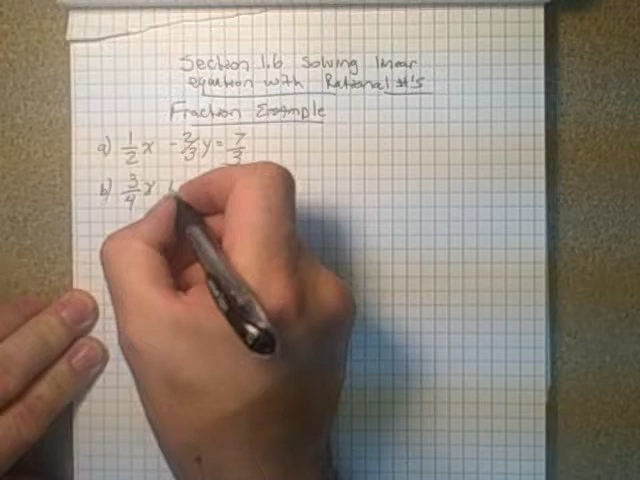 Section 1.6 Solving linear
equation with Rational #'s
Fraction Example
a) 1/2 x - 2/3 y = 7/3
b) 3/4 x